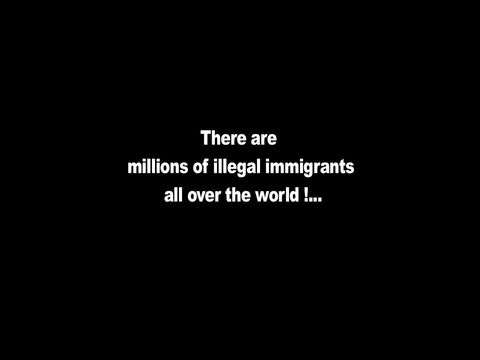 There are
millions of illegal immigrants
all over the world !...